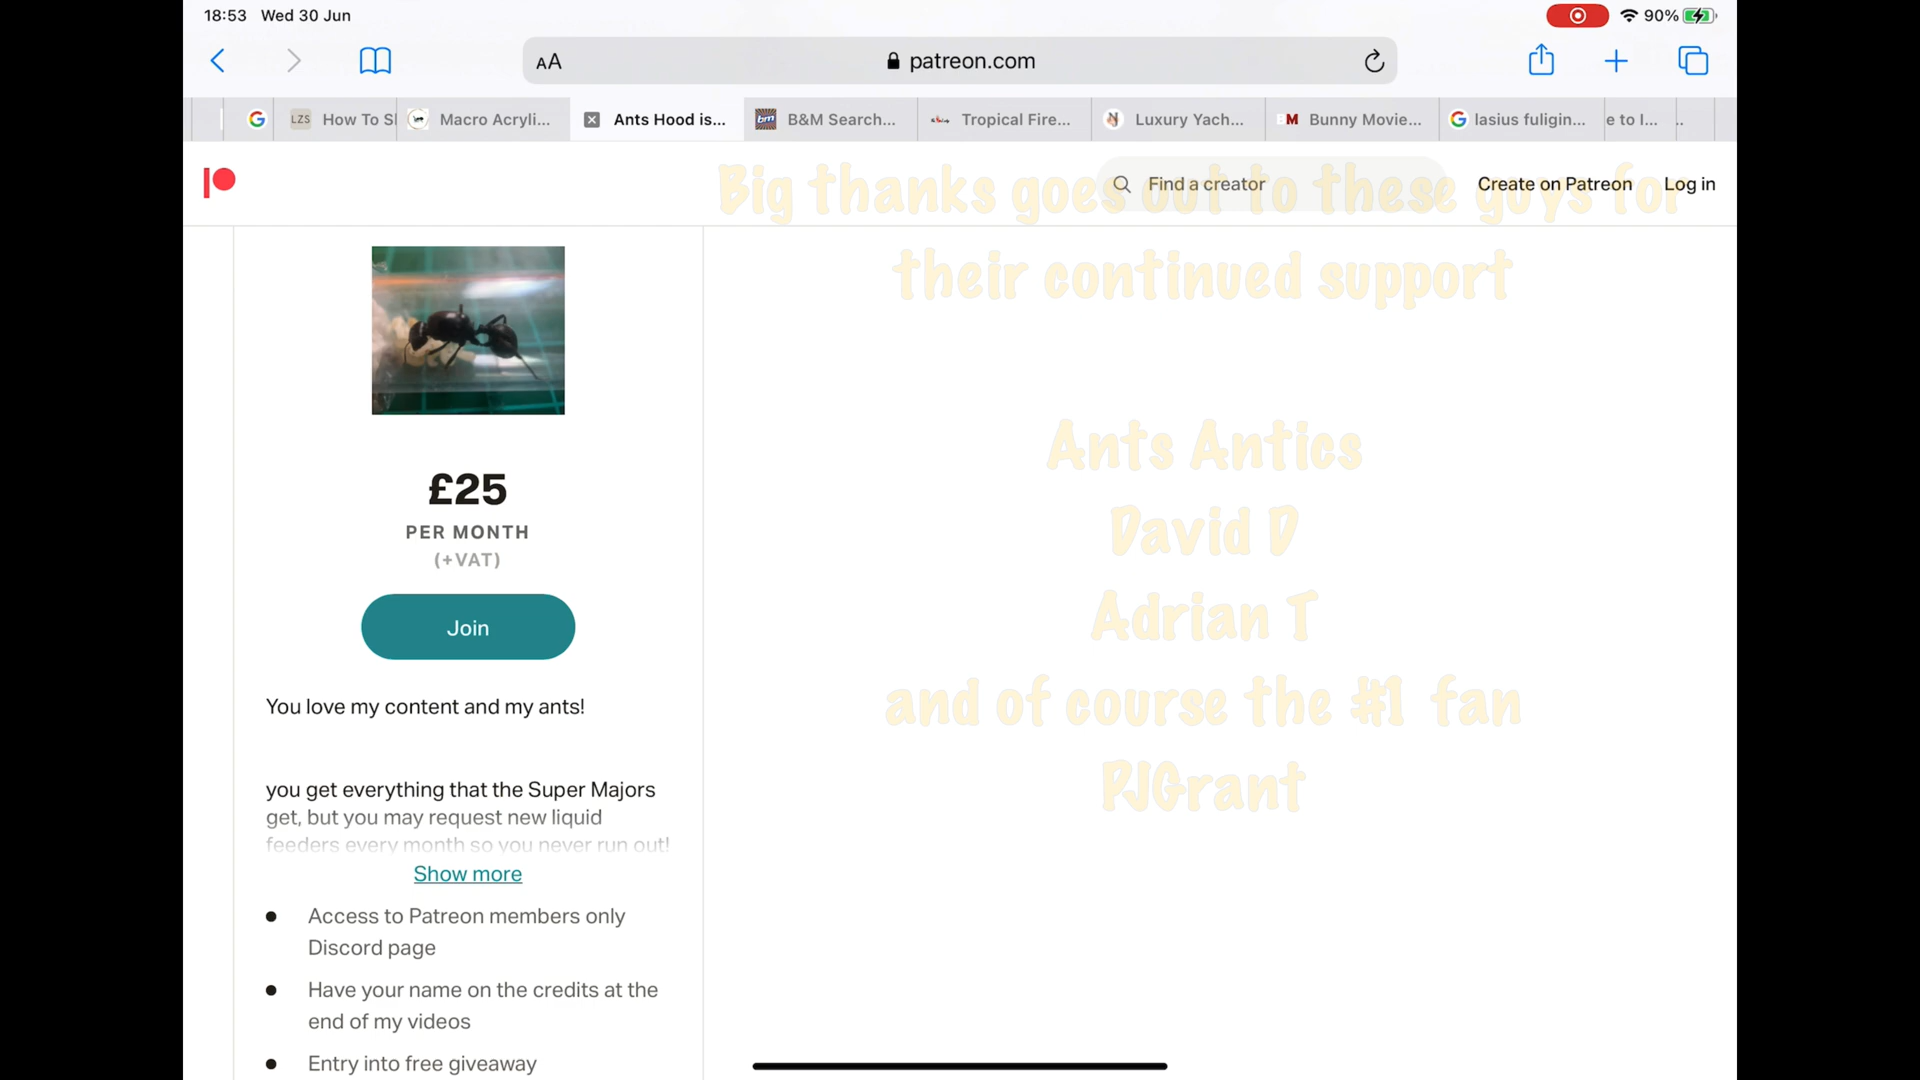 18:53 Wed 30 Jun
90%
AA
patreon.com
LZS How To Sl
Macro Acryli...
Ants Hood is...
bm B&M Search...
Tropical Fire...
Luxury Yach...
M Bunny Movie...
lasius fuligin...
e to I...
..
Find a creator
Create on Patreon
Log in
Big thanks goes out to these guys for
their continued support
Ants Antics
David D
Adrian T
and of course the #1 fan
PJGrant
£25
PER MONTH
(+VAT)
Join
You love my content and my ants!
you get everything that the Super Majors
get, but you may request new liquid
feeders every month so you never run out!
Show more
Access to Patreon members only
Discord page
Have your name on the credits at the
end of my videos
Entry into free giveaway